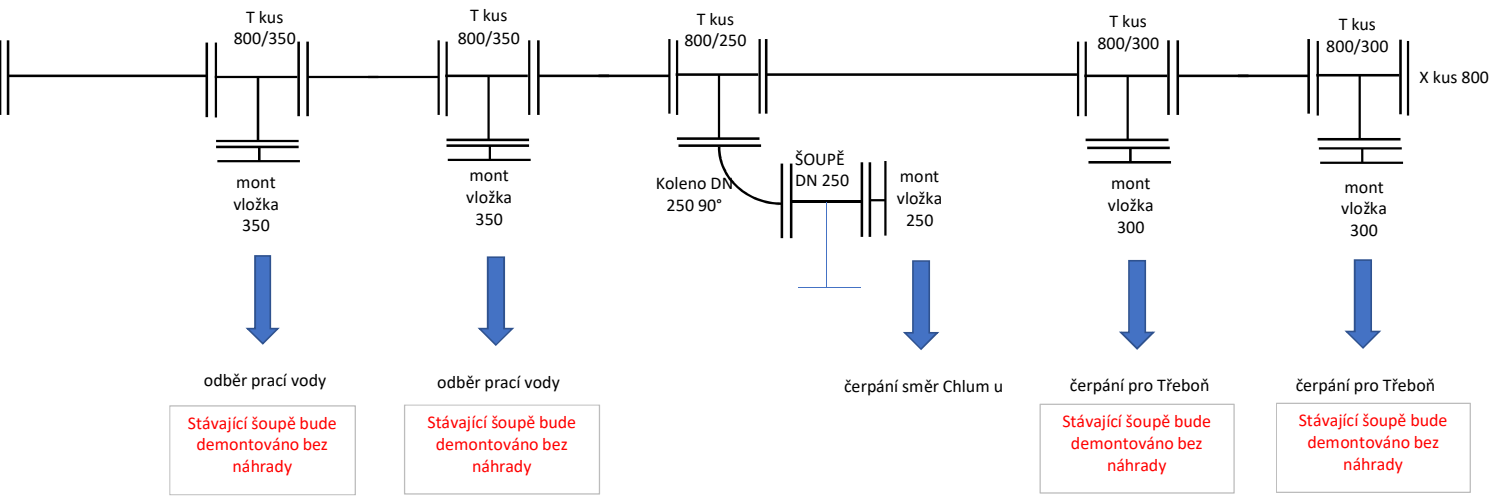 T kus
800/350
T kus
800/350
T kus
800/250
T kus
800/300
T kus
800/300
X kus 800
mont
vložka
350
mont
vložka
350
Koleno DN
250 90°
ŠOUPĚ
DN 250
mont
vložka
250
mont
vložka
300
mont
vložka
300
odběr prací vody
odběr prací vody
čerpání směr Chlum u
čerpání pro Třeboň
čerpání pro Třeboň
Stávající šoupě bude
demontováno bez
náhrady
Stávající šoupě bude
demontováno bez
náhrady
Stávající šoupě bude
demontováno bez
náhrady
Stávající šoupě bude
demontováno bez
náhrady